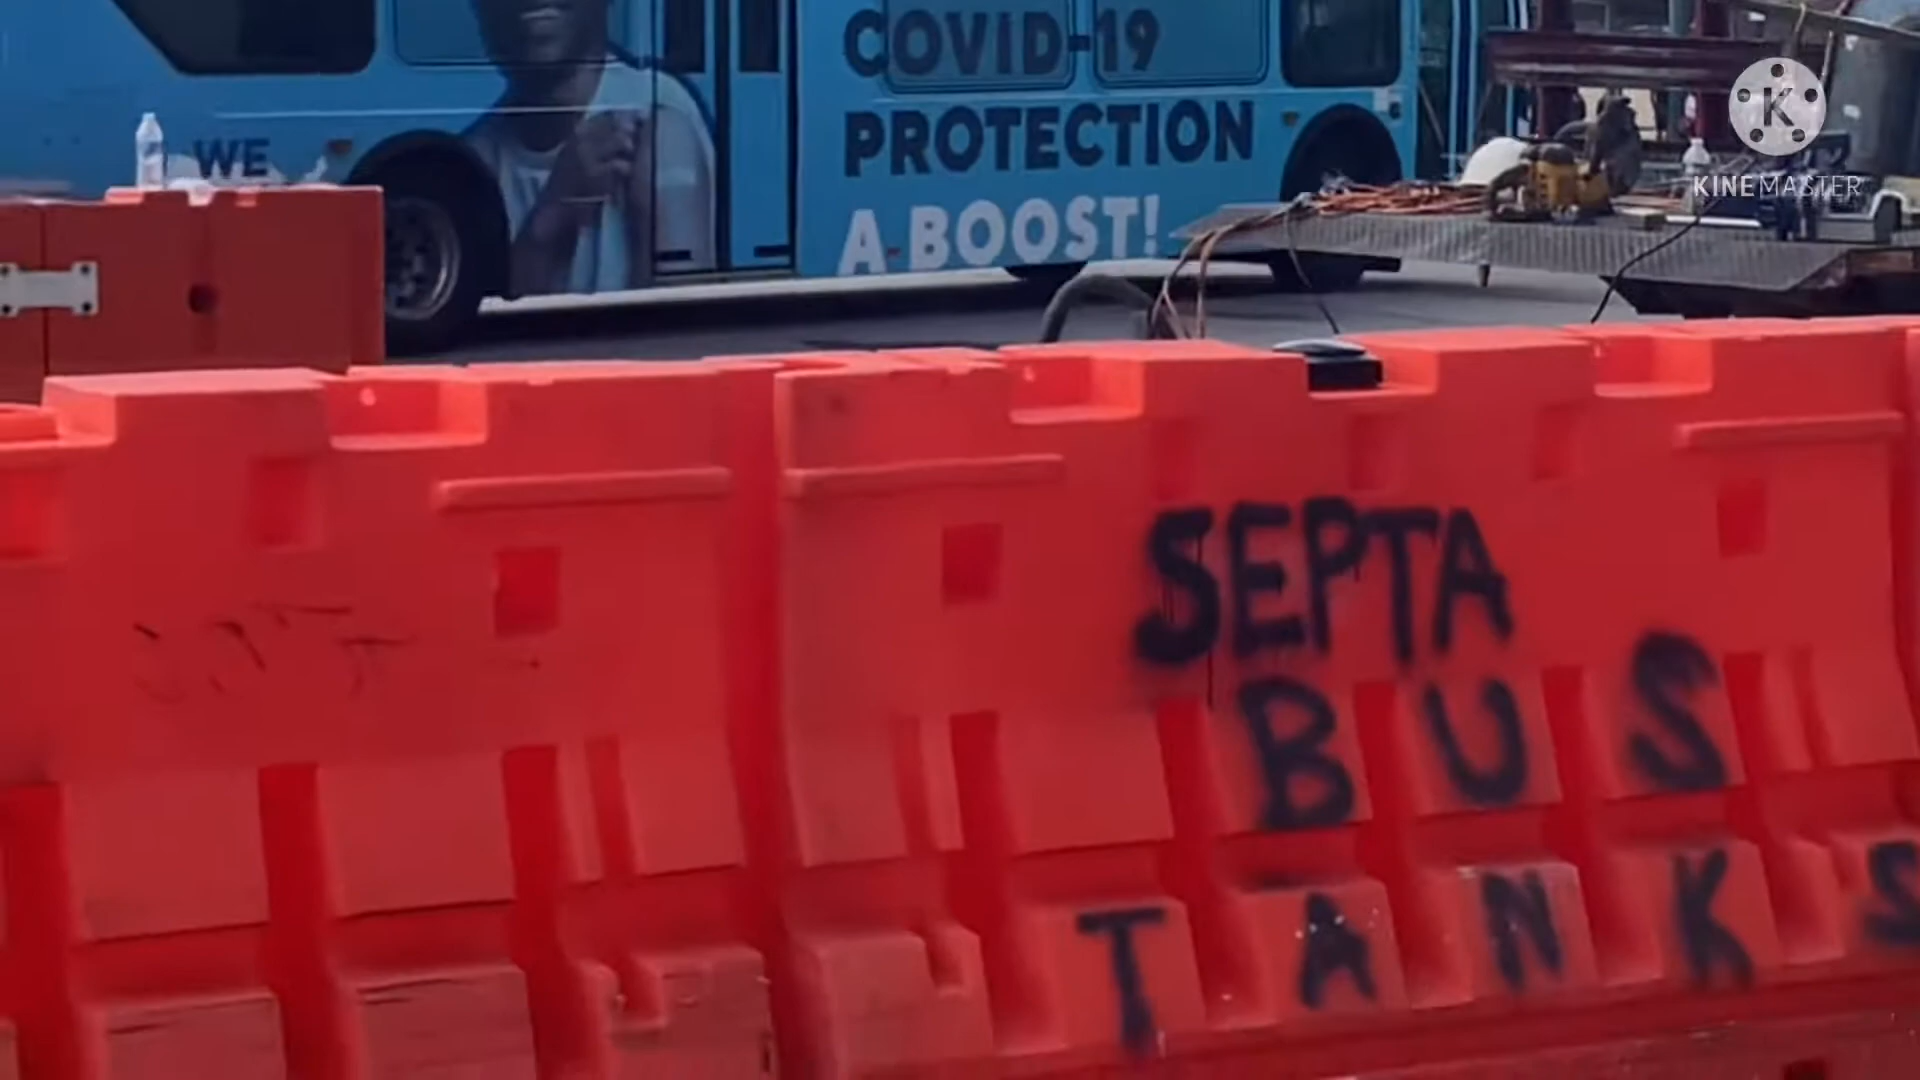 COVID-19
PROTECTION
A BOOST!
WE
K
KINEMASTER
SEPTA
BUS
TANKS